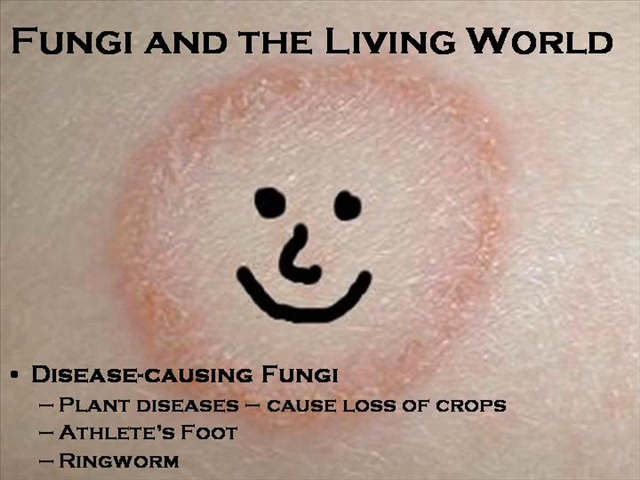 Fungi and the Living World
• Disease-causing Fungi
– Plant diseases – cause loss of crops
– Athlete's Foot
– Ringworm